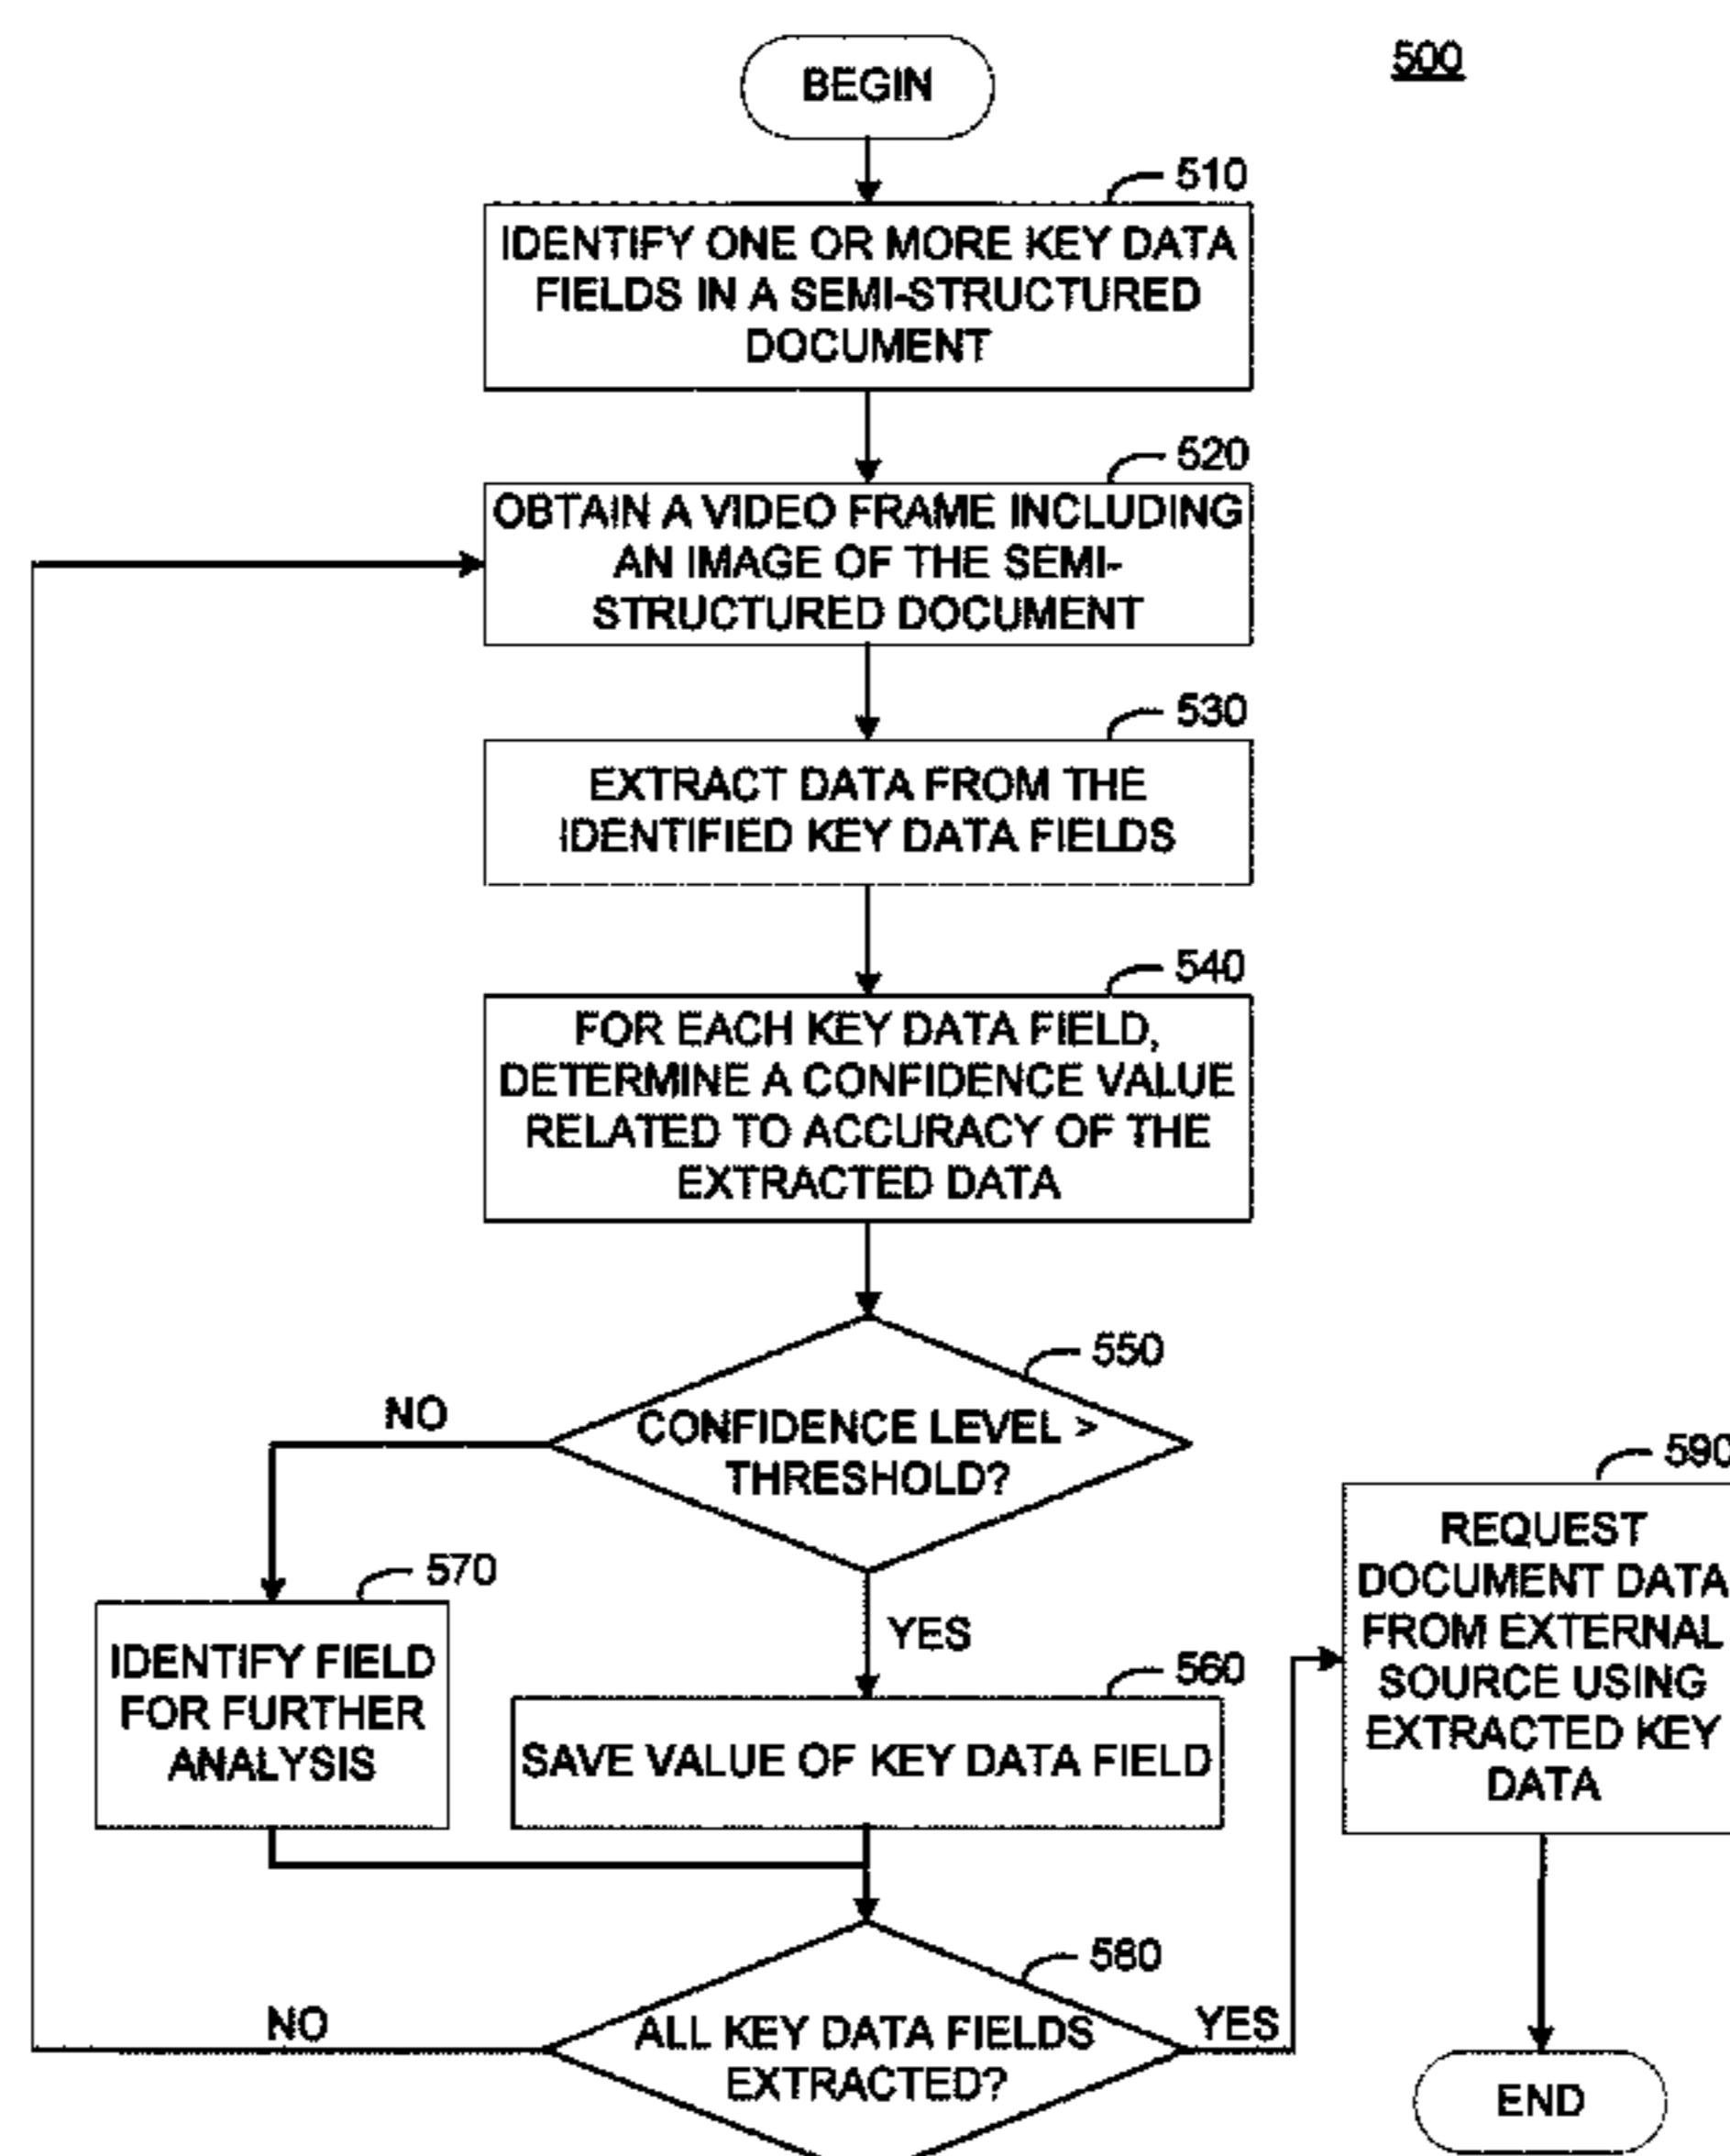 500
BEGIN
510
IDENTIFY ONE OR MORE KEY DATA
FIELDS IN A SEMI-STRUCTURED
DOCUMENT
520
OBTAIN A VIDEO FRAME INCLUDING
AN IMAGE OF THE SEMI-
STRUCTURED DOCUMENT
530
EXTRACT DATA FROM THE
IDENTIFIED KEY DATA FIELDS
540
FOR EACH KEY DATA FIELD,
DETERMINE A CONFIDENCE VALUE
RELATED TO ACCURACY OF THE
EXTRACTED DATA
550
CONFIDENCE LEVEL >
THRESHOLD?
NO
YES
570
IDENTIFY FIELD
FOR FURTHER
ANALYSIS
560
SAVE VALUE OF KEY DATA FIELD
580
ALL KEY DATA FIELDS
EXTRACTED?
NO
YES
590
REQUEST
DOCUMENT DATA
FROM EXTERNAL
SOURCE USING
EXTRACTED KEY
DATA
END